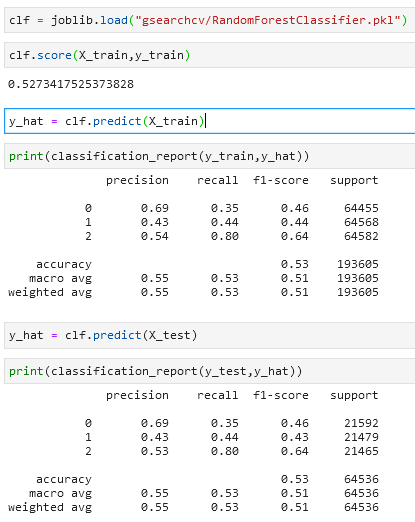 clf = joblib.load("gsearchcv/RandomForestClassifier.pkl")
clf.score(X_train,y_train)
0.5273417525373828
y_hat = clf.predict(X_train)
print(classification_report(y_train,y_hat))
precision recall f1-score support
0 0.69 0.35 0.46 64455
1 0.43 0.44 0.44 64568
2 0.54 0.80 0.64 64582
accuracy 0.53 193605
macro avg 0.55 0.53 0.51 193605
weighted avg 0.55 0.53 0.51 193605
y_hat = clf.predict(X_test)
print(classification_report(y_test,y_hat))
precision recall f1-score support
0 0.69 0.35 0.46 21592
1 0.43 0.44 0.43 21479
2 0.53 0.80 0.64 21465
accuracy 0.53 64536
macro avg 0.55 0.53 0.51 64536
weighted avg 0.55 0.53 0.51 64536